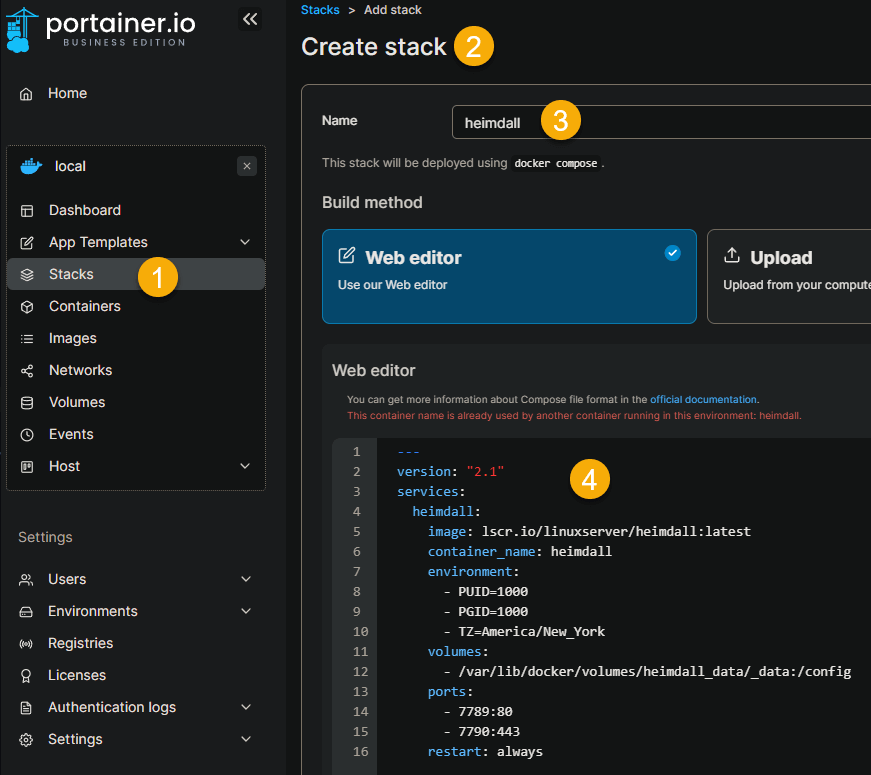 portainer.io
BUSINESS EDITION
Home
local
Dashboard
App Templates
Stacks
1
Containers
Images
Networks
Volumes
Events
Host
Settings
Users
Environments
Registries
Licenses
Authentication logs
Settings
Stacks > Add stack
Create stack 2
Name heimdall 3
This stack will be deployed using docker compose .
Build method
Web editor
Use our Web editor
Upload
Upload from your compute
Web editor
You can get more information about Compose file format in the official documentation.
This container name is already used by another container running in this environment: heimdall.
4
1 ---
2 version: "2.1"
3 services:
4 heimdall:
5 image: lscr.io/linuxserver/heimdall:latest
6 container_name: heimdall
7 environment:
8 - PUID=1000
9 - PGID=1000
10 - TZ=America/New_York
11 volumes:
12 - /var/lib/docker/volumes/heimdall_data/_data:/config
13 ports:
14 - 7789:80
15 - 7790:443
16 restart: always